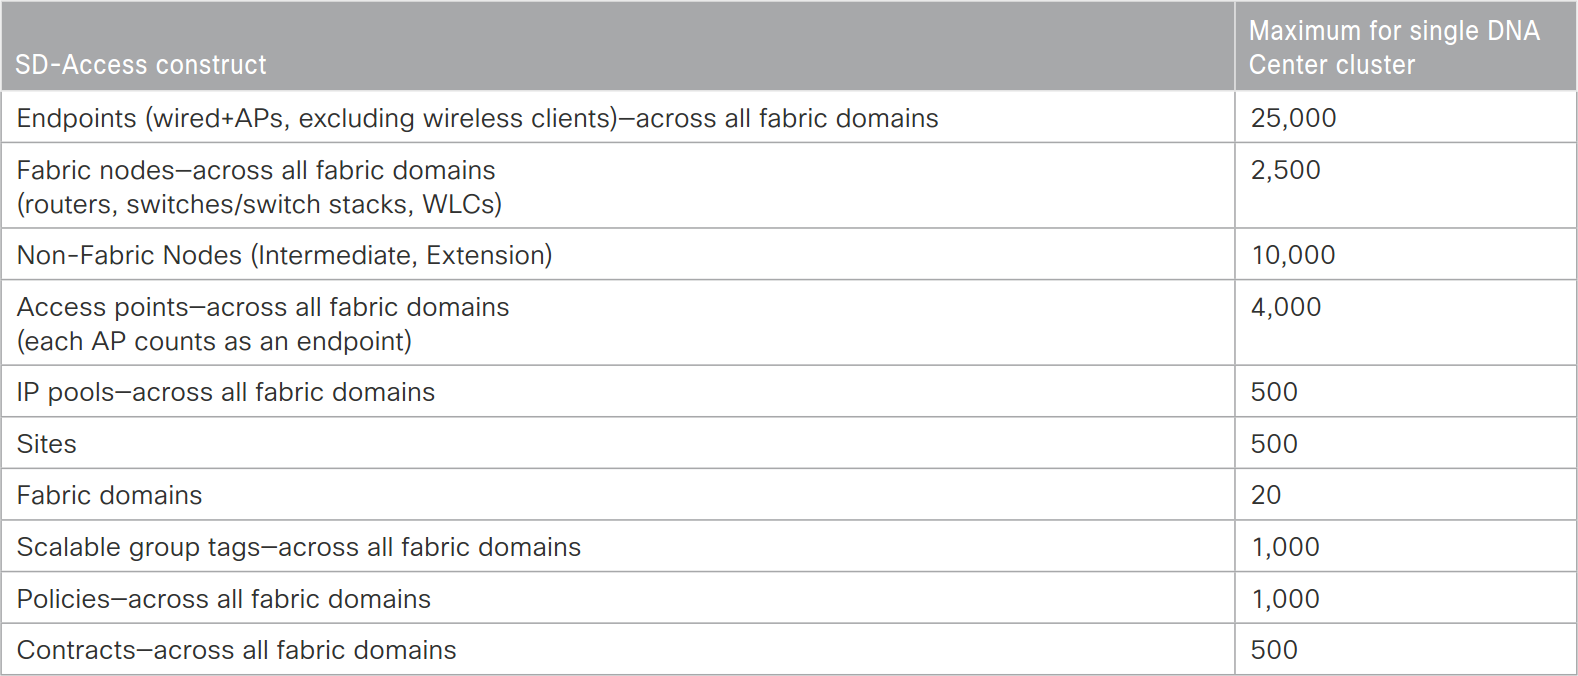 SD-Access construct
Maximum for single DNA
Center cluster
Endpoints (wired+APs, excluding wireless clients)—across all fabric domains
25,000
Fabric nodes—across all fabric domains
(routers, switches/switch stacks, WLCs)
2,500
Non-Fabric Nodes (Intermediate, Extension)
10,000
Access points—across all fabric domains
(each AP counts as an endpoint)
4,000
IP pools—across all fabric domains
500
Sites
500
Fabric domains
20
Scalable group tags—across all fabric domains
1,000
Policies—across all fabric domains
1,000
Contracts—across all fabric domains
500